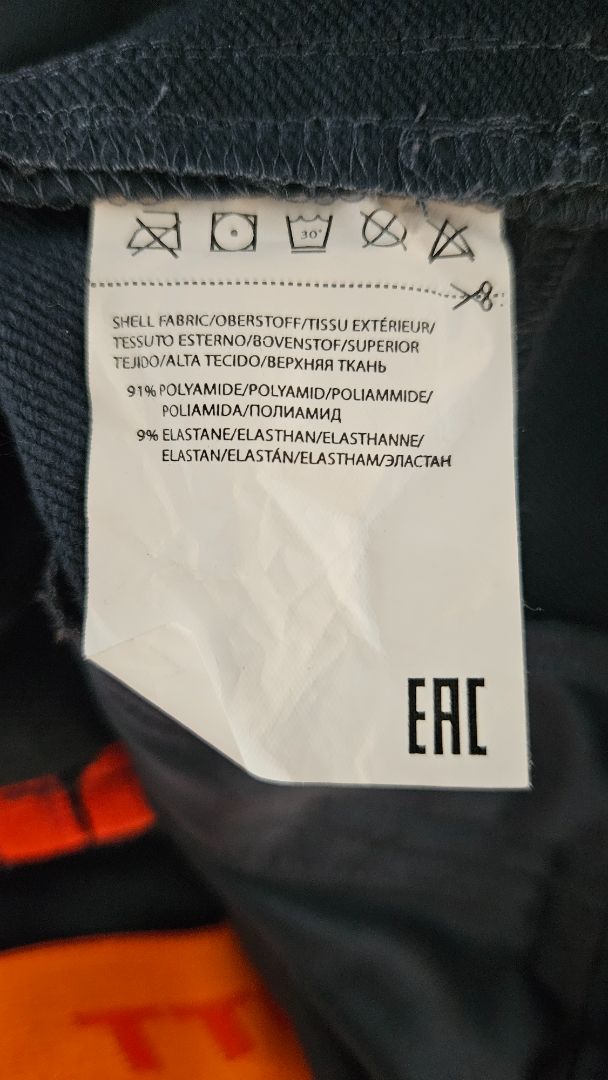 30°
SHELL FABRIC/OBERSTOFF/TISSU EXTÉRIEUR/
TESSUTO ESTERNO/BOVENSTOF/SUPERIOR
TEJIDO/ALTA TECIDO/ВЕРХНЯЯ ТКАНЬ
91% POLYAMIDE/POLYAMID/POLIAMMIDE/
POLIAMIDA/ПОЛИАМИД
9% ELASTANE/ELASTHAN/ELASTHANNE/
ELASTAN/ELASTÁN/ELASTHAM/ЭЛАСТАН
EAC